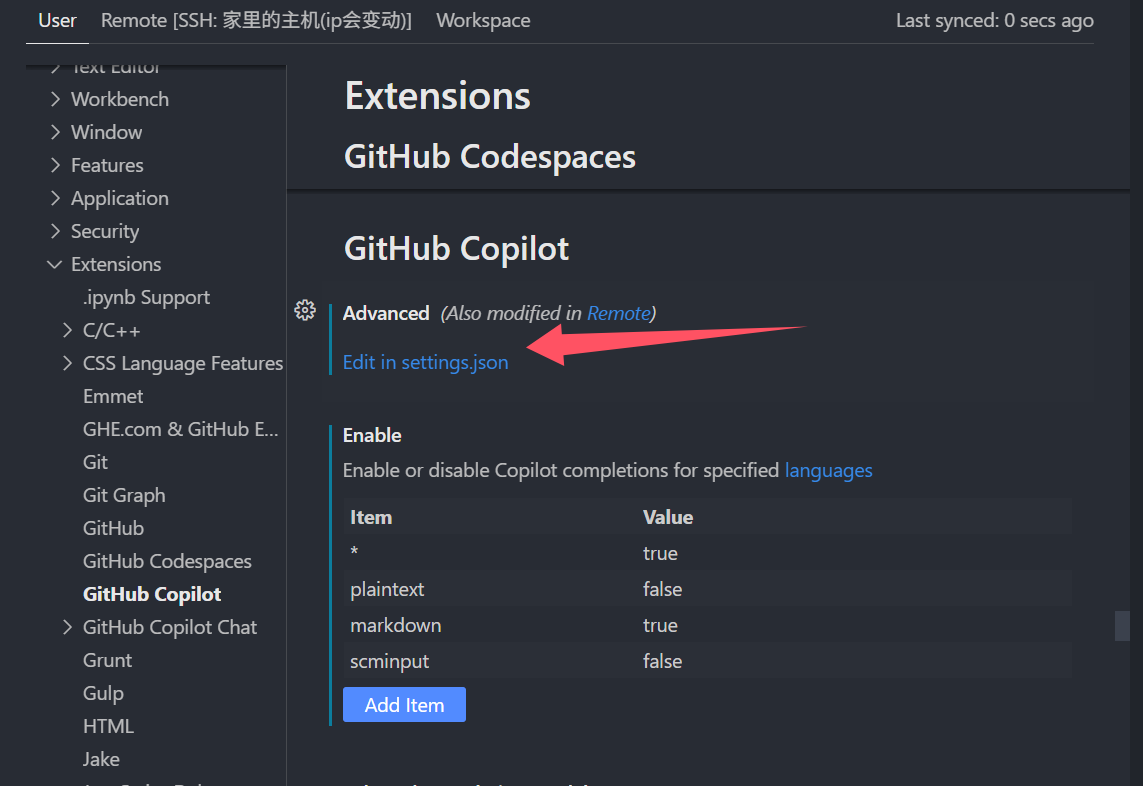 User Remote [SSH: 家里的主机(ip会变动)] Workspace Last synced: 0 secs ago
Text Editor
Workbench
Window
Features
Application
Security
Extensions
.ipynb Support
C/C++
CSS Language Features
Emmet
GHE.com & GitHub E...
Git
Git Graph
GitHub
GitHub Codespaces
GitHub Copilot
GitHub Copilot Chat
Grunt
Gulp
HTML
Jake
Extensions
GitHub Codespaces
GitHub Copilot
Advanced (Also modified in Remote)
Edit in settings.json
Enable
Enable or disable Copilot completions for specified languages
Item Value
* true
plaintext false
markdown true
scminput false
Add Item